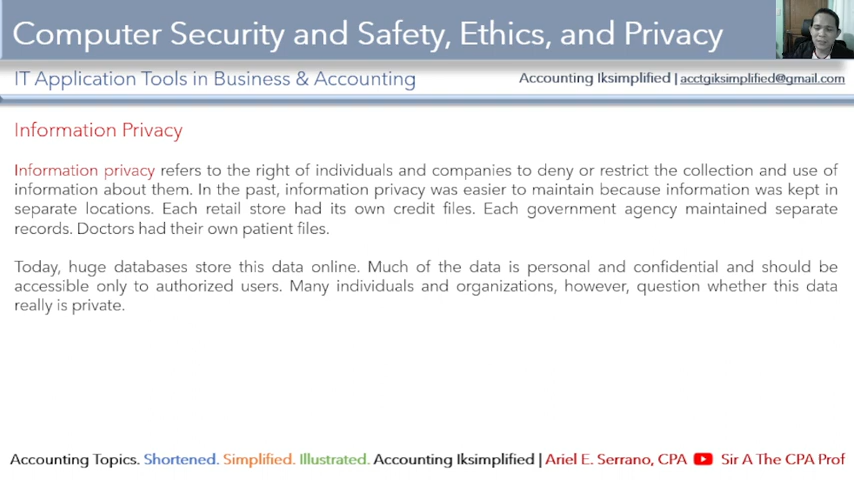 Computer Security and Safety, Ethics, and Privacy
IT Application Tools in Business & Accounting
Accounting Iksimplified | acctgiksimplified@gmail.com
Information Privacy
Information privacy refers to the right of individuals and companies to deny or restrict the collection and use of
information about them. In the past, information privacy was easier to maintain because information was kept in
separate locations. Each retail store had its own credit files. Each government agency maintained separate
records. Doctors had their own patient files.
Today, huge databases store this data online. Much of the data is personal and confidential and should be
accessible only to authorized users. Many individuals and organizations, however, question whether this data
really is private.
Accounting Topics. Shortened. Simplified. Illustrated. Accounting Iksimplified | Ariel E. Serrano, CPA Sir A The CPA Prof